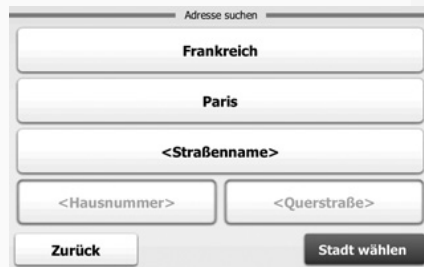 Adresse suchen
Frankreich
Paris
<Straßenname>
<Hausnummer> <Querstraße>
Zurück Stadt wählen